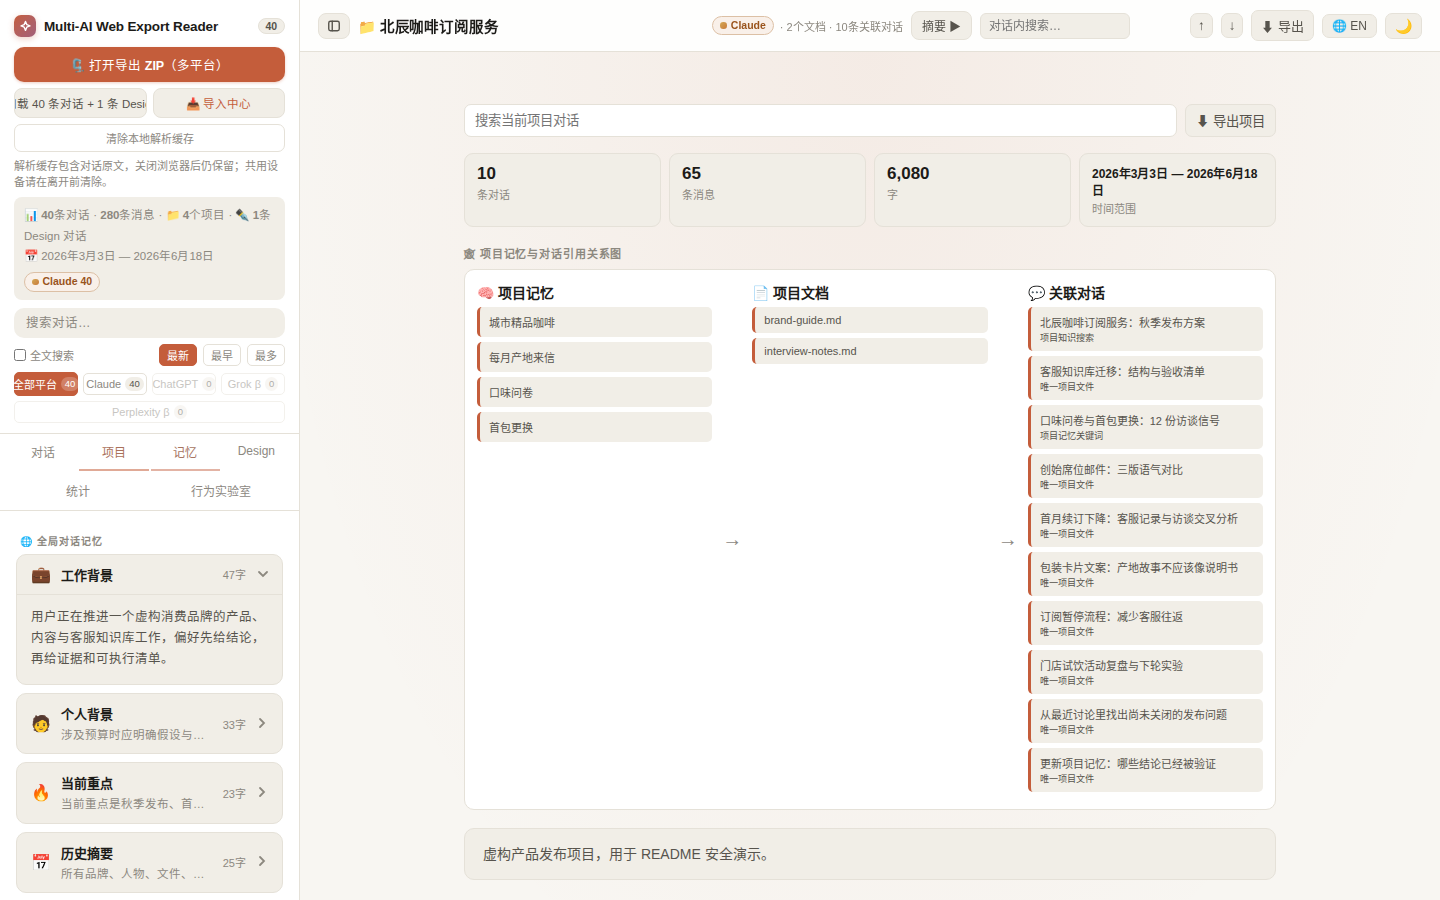 Multi-AI Web Export Reader
40
🗜️ 打开导出 ZIP（多平台）
载 40 条对话 + 1 条 Desi
📥 导入中心
清除本地解析缓存
解析缓存包含对话原文，关闭浏览器后仍保留；共用设
备请在离开前清除。
📊 40条对话 · 280条消息 · 📁 4个项目 · ✒️ 1条
Design 对话
📅 2026年3月3日 — 2026年6月18日
Claude 40
搜索对话…
全文搜索
最新
最早
最多
全部平台 40
Claude 40
ChatGPT 0
Grok β 0
Perplexity β 0
对话
项目
记忆
Design
统计
行为实验室
🌐 全局对话记忆
💼 工作背景
47字
用户正在推进一个虚构消费品牌的产品、
内容与客服知识库工作，偏好先给结论，
再给证据和可执行清单。
🧑 个人背景
涉及预算时应明确假设与…
33字
🔥 当前重点
当前重点是秋季发布、首…
23字
📅 历史摘要
所有品牌、人物、文件、…
25字
📁 北辰咖啡订阅服务
Claude
· 2个文档 · 10条关联对话
摘要 ▶
对话内搜索…
↑
↓
⬇ 导出
🌐 EN
🌙
搜索当前项目对话
⬇ 导出项目
10
条对话
65
条消息
6,080
字
2026年3月3日 — 2026年6月18
日
时间范围
🕸 项目记忆与对话引用关系图
🧠 项目记忆
城市精品咖啡
每月产地来信
口味问卷
首包更换
→
📄 项目文档
brand-guide.md
interview-notes.md
→
💬 关联对话
北辰咖啡订阅服务：秋季发布方案
项目知识搜索
客服知识库迁移：结构与验收清单
唯一项目文件
口味问卷与首包更换：12 份访谈信号
项目记忆关键词
创始席位邮件：三版语气对比
唯一项目文件
首月续订下降：客服记录与访谈交叉分析
唯一项目文件
包装卡片文案：产地故事不应该像说明书
唯一项目文件
订阅暂停流程：减少客服往返
唯一项目文件
门店试饮活动复盘与下轮实验
唯一项目文件
从最近讨论里找出尚未关闭的发布问题
唯一项目文件
更新项目记忆：哪些结论已经被验证
唯一项目文件
虚构产品发布项目，用于 README 安全演示。